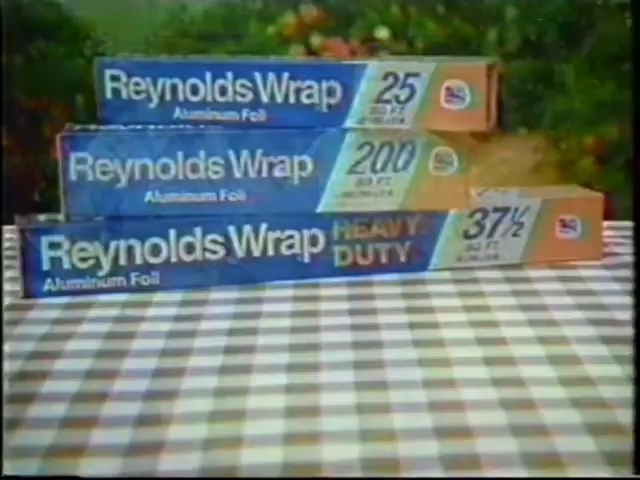 Reynolds Wrap 25
Aluminum Foil SQ FT
Reynolds Wrap 200
Aluminum Foil SQ FT
Reynolds Wrap HEAVY DUTY 37½
Aluminum Foil SQ FT